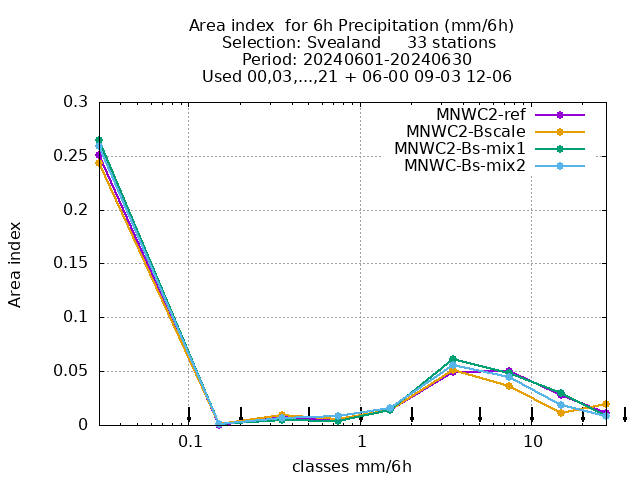 Area index  for 6h Precipitation (mm/6h)
Selection: Svealand     33 stations
Period: 20240601-20240630
Used 00,03,...,21 + 06-00 09-03 12-06
MNWC2-ref
MNWC2-Bscale
MNWC2-Bs-mix1
MNWC-Bs-mix2
0.3
0.25
0.2
0.15
0.1
0.05
0
Area index
0.1
1
10
classes mm/6h